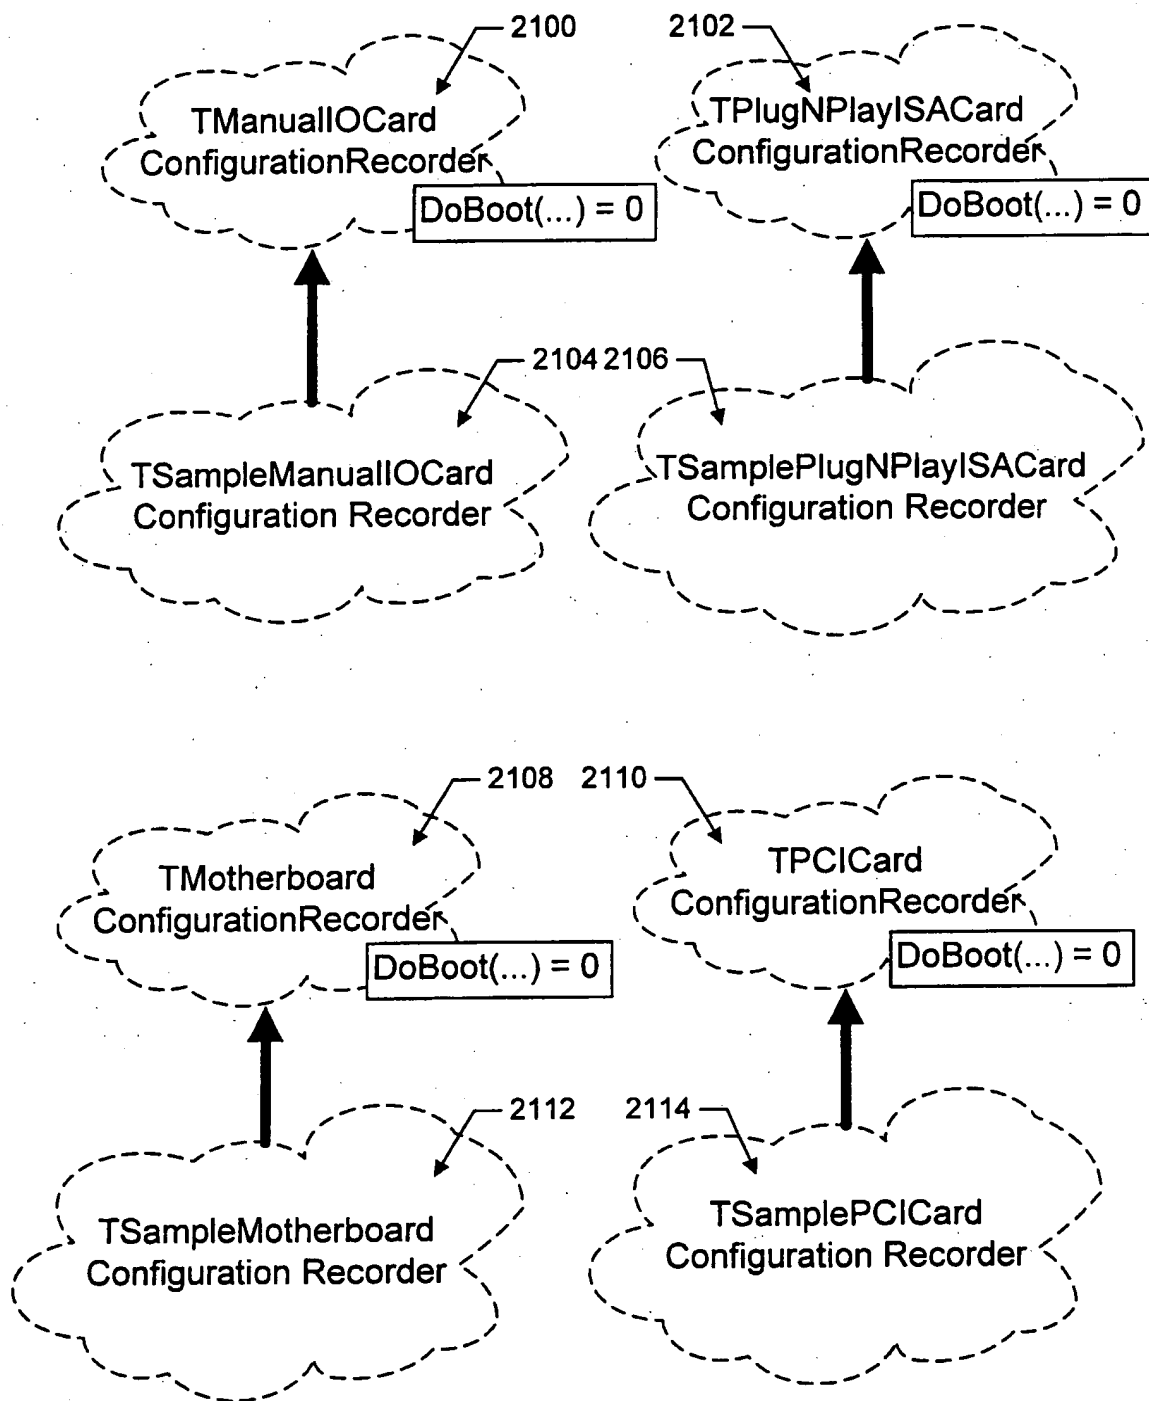 2100
2102
TManualIOCard
ConfigurationRecorder
DoBoot(...) = 0
TPlugNPlayISACard
ConfigurationRecorder
DoBoot(...) = 0
2104
2106
TSampleManualIOCard
Configuration Recorder
TSamplePlugNPlayISACard
Configuration Recorder
2108
2110
TMotherboard
ConfigurationRecorder
DoBoot(...) = 0
TPCICard
ConfigurationRecorder
DoBoot(...) = 0
2112
2114
TSampleMotherboard
Configuration Recorder
TSamplePCICard
Configuration Recorder